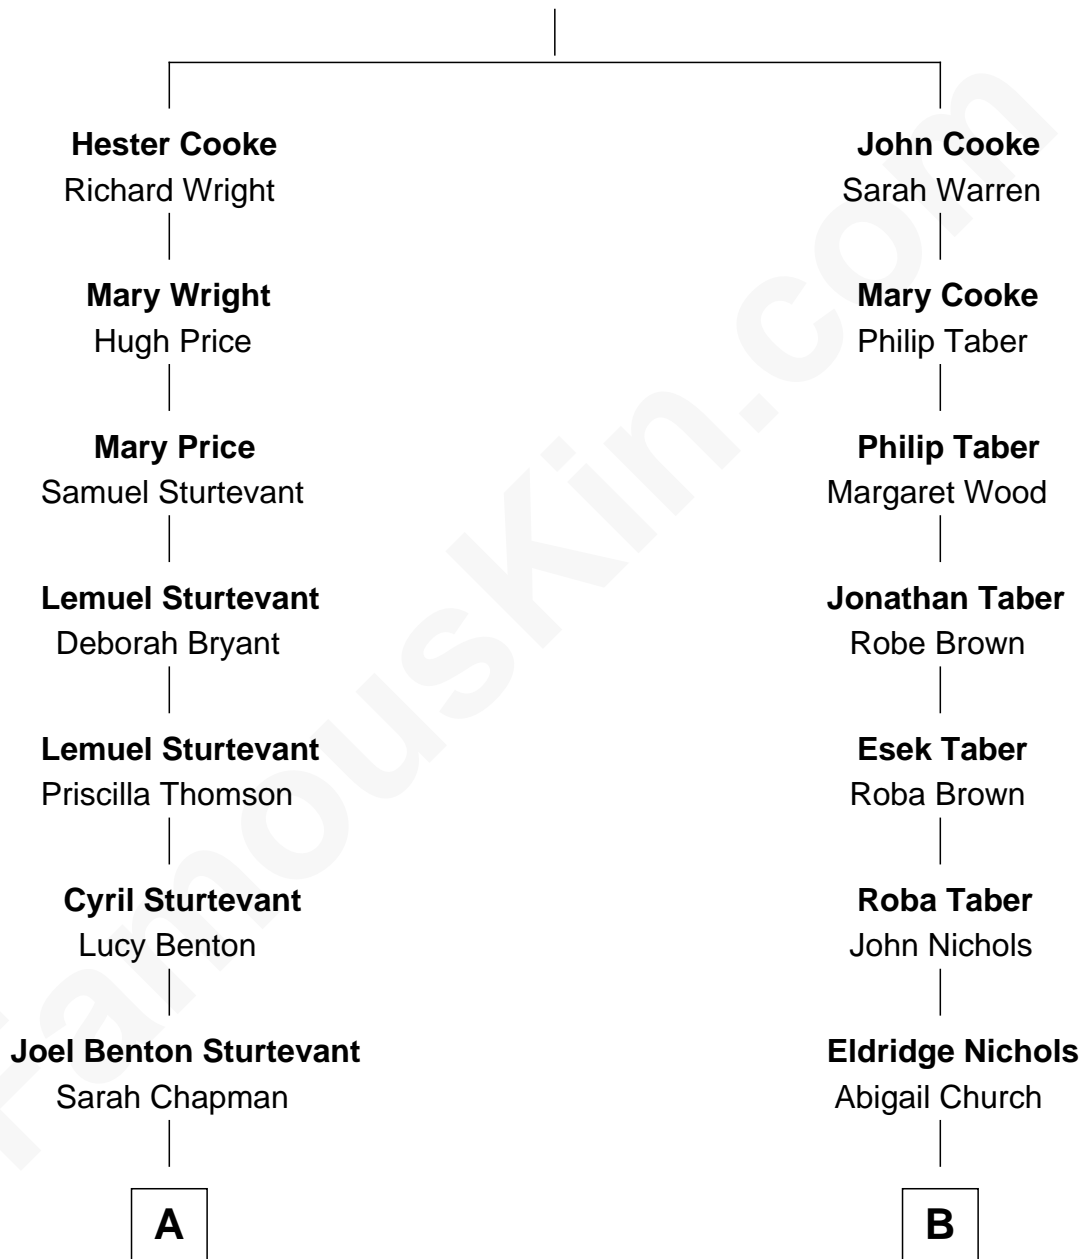 Hester Cooke
Richard Wright
John Cooke
Sarah Warren
Mary Wright
Hugh Price
Mary Cooke
Philip Taber
Mary Price
Samuel Sturtevant
Philip Taber
Margaret Wood
Lemuel Sturtevant
Deborah Bryant
Jonathan Taber
Robe Brown
Lemuel Sturtevant
Priscilla Thomson
Esek Taber
Roba Brown
Cyril Sturtevant
Lucy Benton
Roba Taber
John Nichols
Joel Benton Sturtevant
Sarah Chapman
Eldridge Nichols
Abigail Church
A
B
FamousKin.com